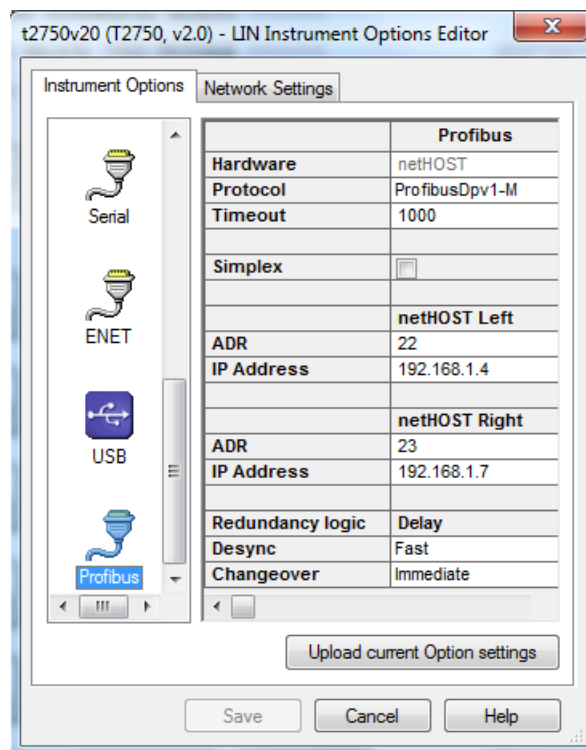 t2750v20 (T2750, v2.0) - LIN Instrument Options Editor
Instrument Options Network Settings
Serial
ENET
USB
Profibus
Profibus
Hardware netHOST
Protocol ProfibusDpv1-M
Timeout 1000
Simplex
netHOST Left
ADR 22
IP Address 192.168.1.4
netHOST Right
ADR 23
IP Address 192.168.1.7
Redundancy logic Delay
Desync Fast
Changeover Immediate
Upload current Option settings
Save Cancel Help